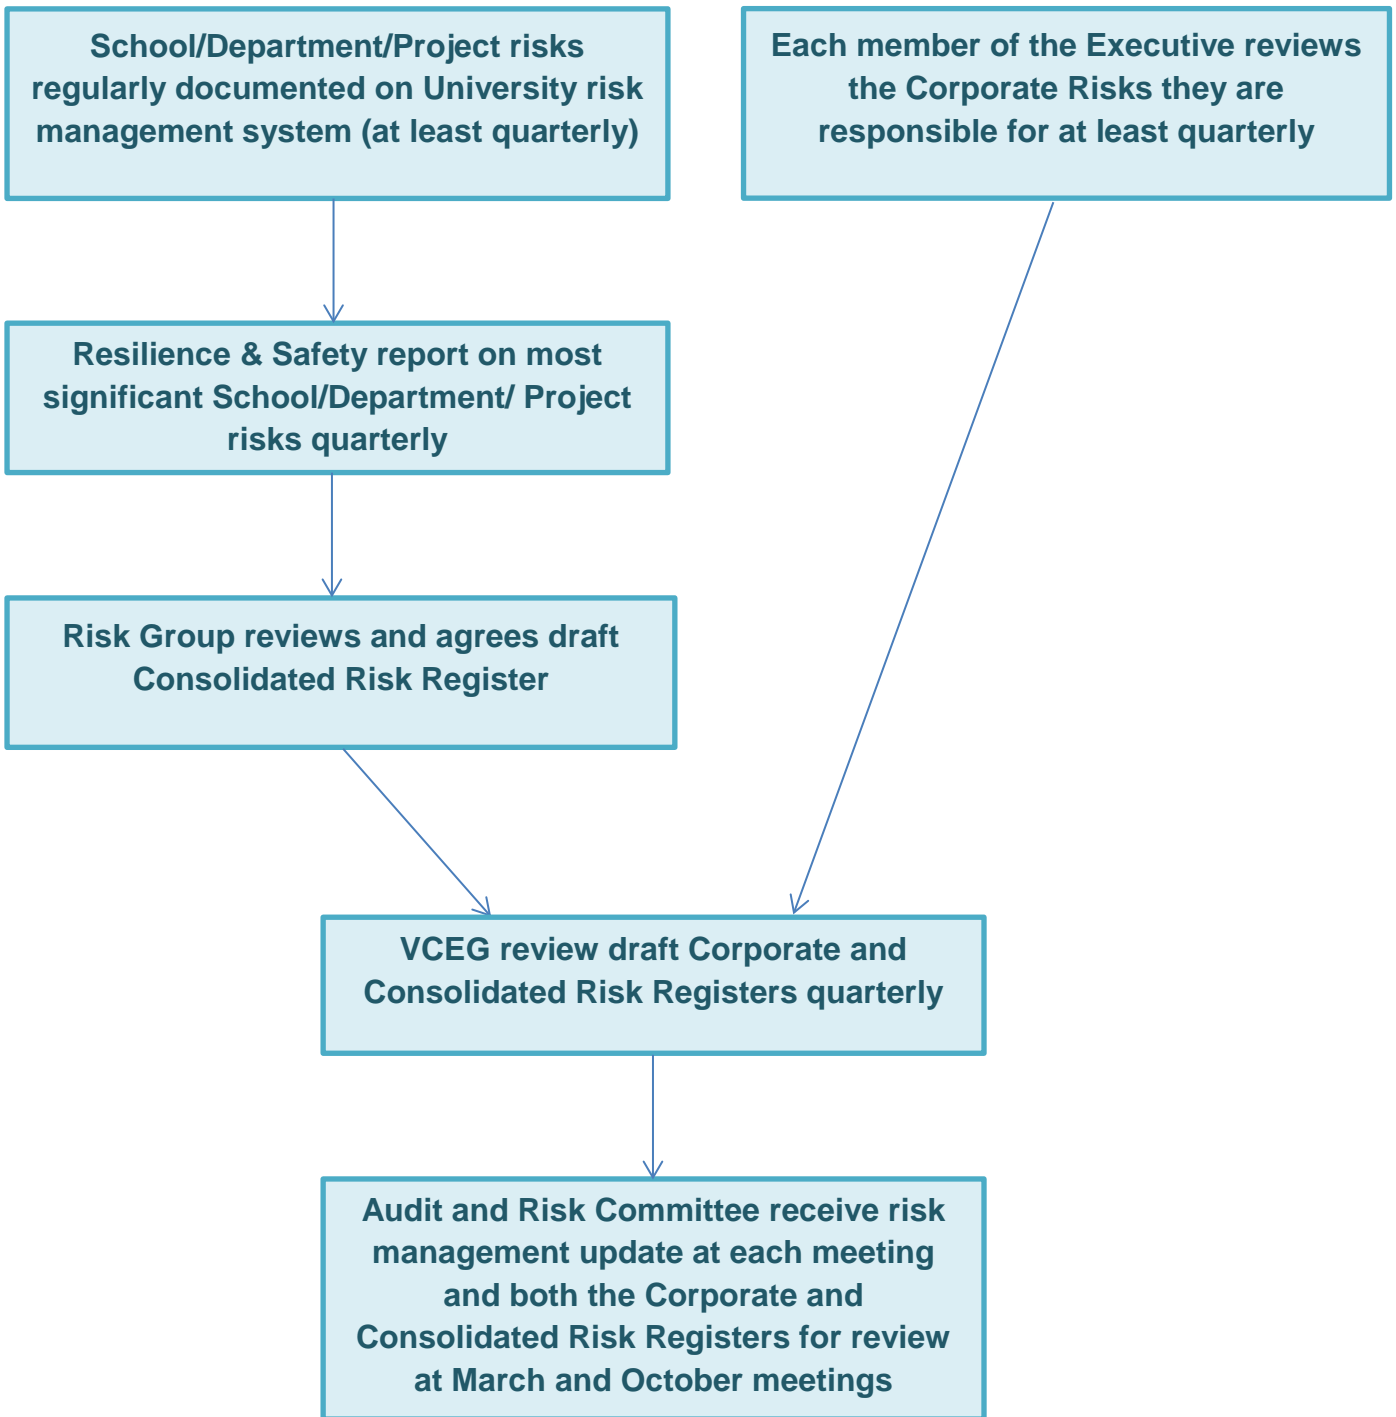 School/Department/Project risks
regularly documented on University risk
management system (at least quarterly)
Each member of the Executive reviews
the Corporate Risks they are
responsible for at least quarterly
Resilience & Safety report on most
significant School/Department/ Project
risks quarterly
Risk Group reviews and agrees draft
Consolidated Risk Register
VCEG review draft Corporate and
Consolidated Risk Registers quarterly
Audit and Risk Committee receive risk
management update at each meeting
and both the Corporate and
Consolidated Risk Registers for review
at March and October meetings